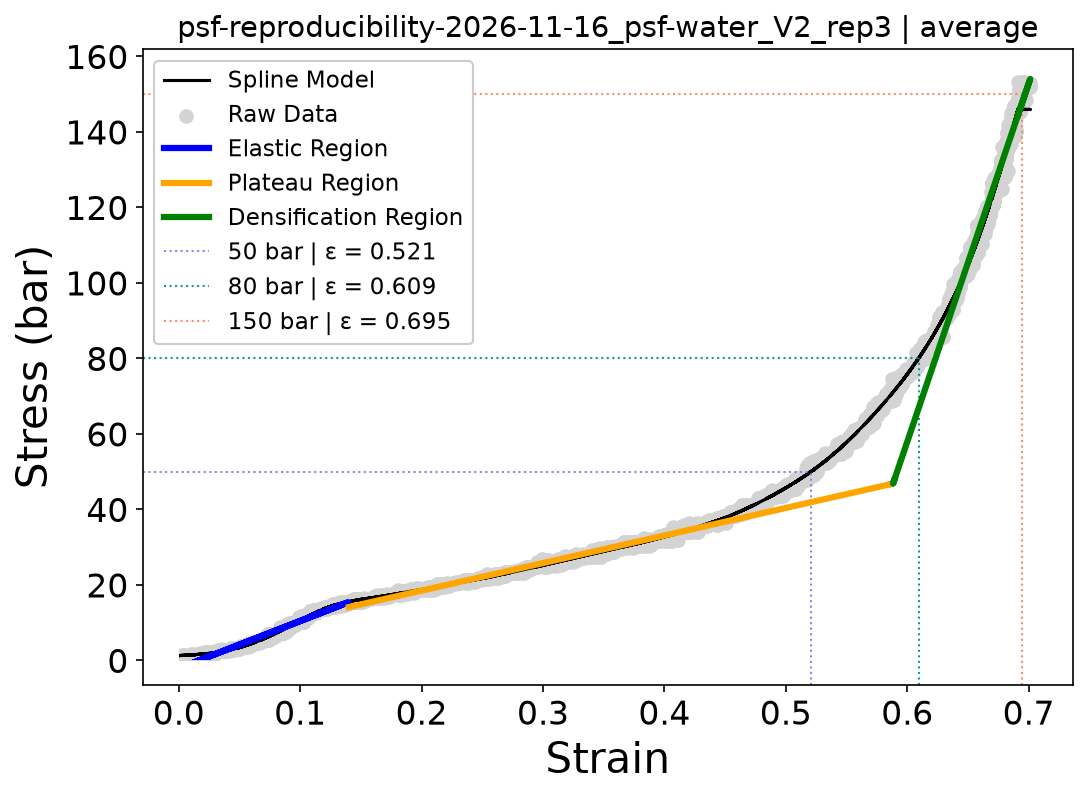 psf-reproducibility-2026-11-16_psf-water_V2_rep3 | average
160
140
120
100
80
60
40
20
0
Stress (bar)
Spline Model
Raw Data
Elastic Region
Plateau Region
Densification Region
50 bar | ε = 0.521
80 bar | ε = 0.609
150 bar | ε = 0.695
0.0 0.1 0.2 0.3 0.4 0.5 0.6 0.7
Strain